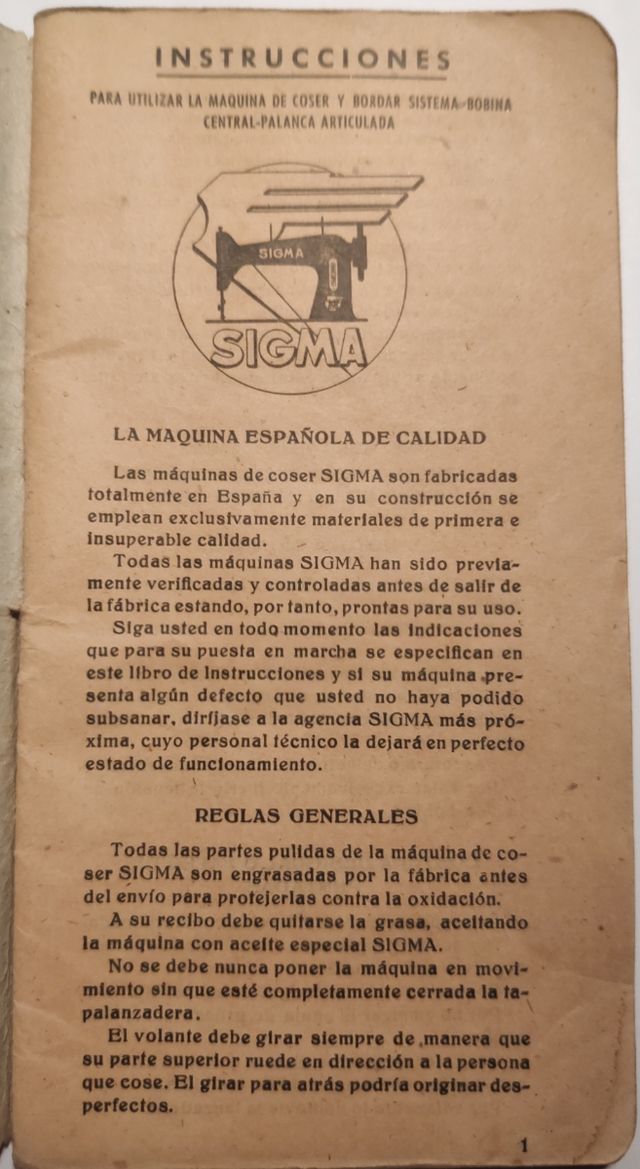 INSTRUCCIONES
PARA UTILIZAR LA MAQUINA DE COSER Y BORDAR SISTEMA-BOBINA
CENTRAL-PALANCA ARTICULADA
SIGMA
SIGMA
LA MAQUINA ESPAÑOLA DE CALIDAD
Las máquinas de coser SIGMA son fabricadas
totalmente en España y en su construcción se
emplean exclusivamente materiales de primera e
insuperable calidad.
Todas las máquinas SIGMA han sido previa-
mente verificadas y controladas antes de salir de
la fábrica estando, por tanto, prontas para su uso.
Siga usted en todo momento las indicaciones
que para su puesta en marcha se especifican en
este libro de Instrucciones y si su máquina pre-
senta algún defecto que usted no haya podido
subsanar, diríjase a la agencia SIGMA más pró-
xima, cuyo personal técnico la dejará en perfecto
estado de funcionamiento.
REGLAS GENERALES
Todas las partes pulidas de la máquina de co-
ser SIGMA son engrasadas por la fábrica antes
del envío para protejerlas contra la oxidación.
A su recibo debe quitarse la grasa, aceitando
la máquina con aceite especial SIGMA.
No se debe nunca poner la máquina en movi-
miento sin que esté completamente cerrada la ta-
palanzadera.
El volante debe girar siempre de manera que
su parte superior ruede en dirección a la persona
que cose. El girar para atrás podría originar des-
perfectos.
1